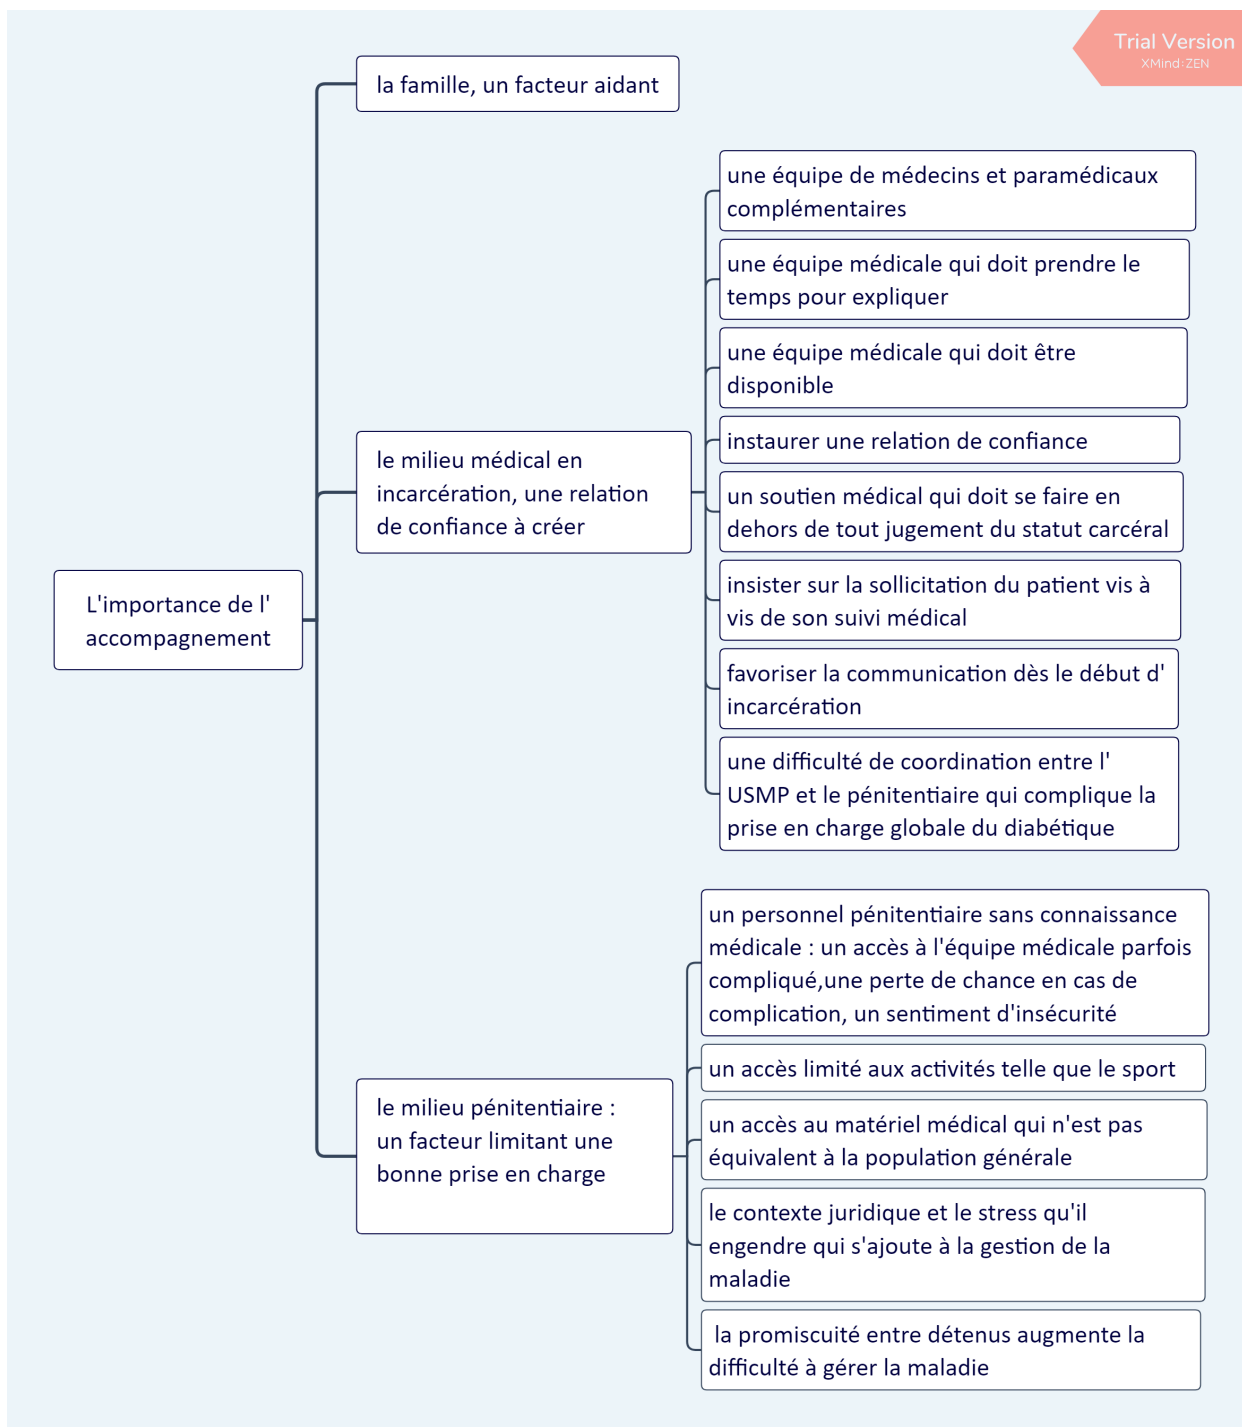 Trial Version
XMind:ZEN
la famille, un facteur aidant
une équipe de médecins et paramédicaux
complémentaires
une équipe médicale qui doit prendre le
temps pour expliquer
une équipe médicale qui doit être
disponible
instaurer une relation de confiance
le milieu médical en
incarcération, une relation
de confiance à créer
un soutien médical qui doit se faire en
dehors de tout jugement du statut carcéral
insister sur la sollicitation du patient vis à
vis de son suivi médical
favoriser la communication dès le début d'
incarcération
une difficulté de coordination entre l'
USMP et le pénitentiaire qui complique la
prise en charge globale du diabétique
L'importance de l'
accompagnement
un personnel pénitentiaire sans connaissance
médicale : un accès à l'équipe médicale parfois
compliqué,une perte de chance en cas de
complication, un sentiment d'insécurité
un accès limité aux activités telle que le sport
le milieu pénitentiaire :
un facteur limitant une
bonne prise en charge
un accès au matériel médical qui n'est pas
équivalent à la population générale
le contexte juridique et le stress qu'il
engendre qui s'ajoute à la gestion de la
maladie
la promiscuité entre détenus augmente la
difficulté à gérer la maladie